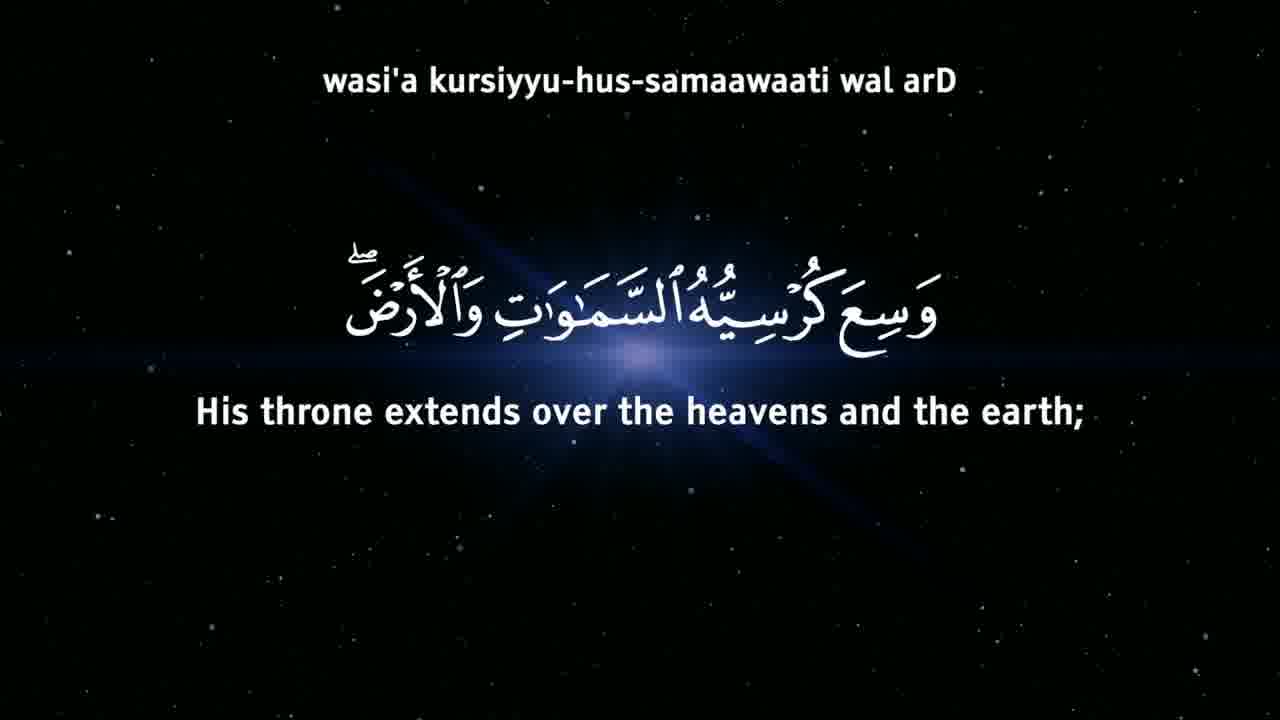 wasi'a kursiyyu-hus-samaawaati wal arD
وَسِعَ كُرْسِيُّهُ ٱلسَّمَـٰوَٰتِ وَٱلْأَرْضَ ۖ
His throne extends over the heavens and the earth;